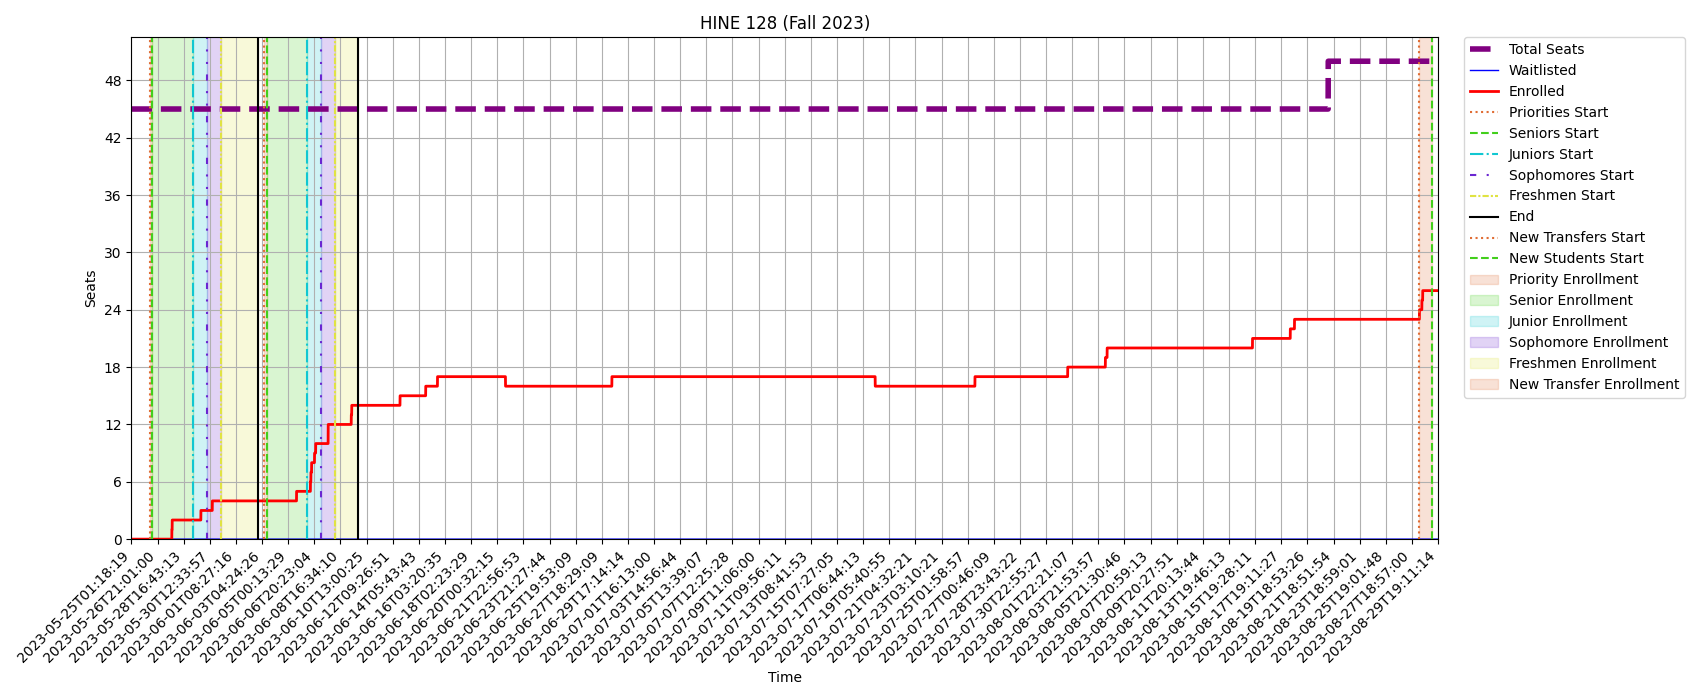 HINE 128 (Fall 2023)
Seats
48
42
36
30
24
18
12
6
0
2023-05-25T01:18:19
2023-05-26T21:01:00
2023-05-28T16:43:13
2023-05-30T12:33:57
2023-06-01T08:27:16
2023-06-03T04:24:26
2023-06-05T00:13:29
2023-06-06T20:23:04
2023-06-08T16:34:10
2023-06-10T13:00:25
2023-06-12T09:26:51
2023-06-14T05:43:43
2023-06-16T03:20:35
2023-06-18T02:23:29
2023-06-20T00:32:15
2023-06-21T22:56:53
2023-06-23T21:27:44
2023-06-25T19:53:09
2023-06-27T18:29:09
2023-06-29T17:14:14
2023-07-01T16:13:00
2023-07-03T14:56:44
2023-07-05T13:39:07
2023-07-07T12:25:28
2023-07-09T11:06:00
2023-07-11T09:56:11
2023-07-13T08:41:53
2023-07-15T07:27:05
2023-07-17T06:44:13
2023-07-19T05:40:55
2023-07-21T04:32:21
2023-07-23T03:10:21
2023-07-25T01:58:57
2023-07-27T00:46:09
2023-07-28T23:43:22
2023-07-30T22:55:27
2023-08-01T22:21:07
2023-08-03T21:53:57
2023-08-05T21:30:46
2023-08-07T20:59:13
2023-08-09T20:27:51
2023-08-11T20:13:44
2023-08-13T19:46:13
2023-08-15T19:28:11
2023-08-17T19:11:27
2023-08-19T18:53:26
2023-08-21T18:51:54
2023-08-23T18:59:01
2023-08-25T19:01:48
2023-08-27T18:57:00
2023-08-29T19:11:14
Time
Total Seats
Waitlisted
Enrolled
Priorities Start
Seniors Start
Juniors Start
Sophomores Start
Freshmen Start
End
New Transfers Start
New Students Start
Priority Enrollment
Senior Enrollment
Junior Enrollment
Sophomore Enrollment
Freshmen Enrollment
New Transfer Enrollment